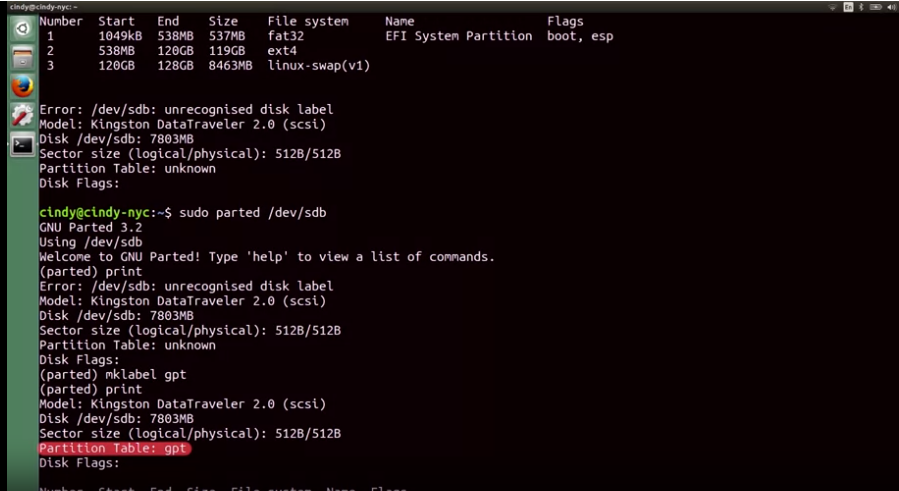 cindy@cindy-nyc: ~
En
Number Start End Size File system Name Flags
1 1049kB 538MB 537MB fat32 EFI System Partition boot, esp
2 538MB 120GB 119GB ext4
3 120GB 128GB 8463MB linux-swap(v1)
Error: /dev/sdb: unrecognised disk label
Model: Kingston DataTraveler 2.0 (scsi)
Disk /dev/sdb: 7803MB
Sector size (logical/physical): 512B/512B
Partition Table: unknown
Disk Flags:
cindy@cindy-nyc:~$ sudo parted /dev/sdb
GNU Parted 3.2
Using /dev/sdb
Welcome to GNU Parted! Type 'help' to view a list of commands.
(parted) print
Error: /dev/sdb: unrecognised disk label
Model: Kingston DataTraveler 2.0 (scsi)
Disk /dev/sdb: 7803MB
Sector size (logical/physical): 512B/512B
Partition Table: unknown
Disk Flags:
(parted) mklabel gpt
(parted) print
Model: Kingston DataTraveler 2.0 (scsi)
Disk /dev/sdb: 7803MB
Sector size (logical/physical): 512B/512B
Partition Table: gpt
Disk Flags:
Number Start End Size File system Name Flags